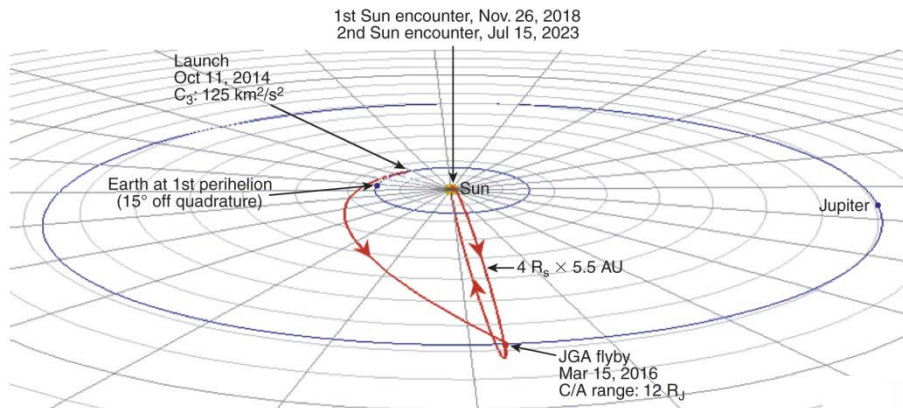 1st Sun encounter, Nov. 26, 2018
2nd Sun encounter, Jul 15, 2023
Launch
Oct 11, 2014
C₃: 125 km²/s²
Earth at 1st perihelion
(15° off quadrature)
Sun
Jupiter
4 Rₛ × 5.5 AU
JGA flyby
Mar 15, 2016
C/A range: 12 R_J